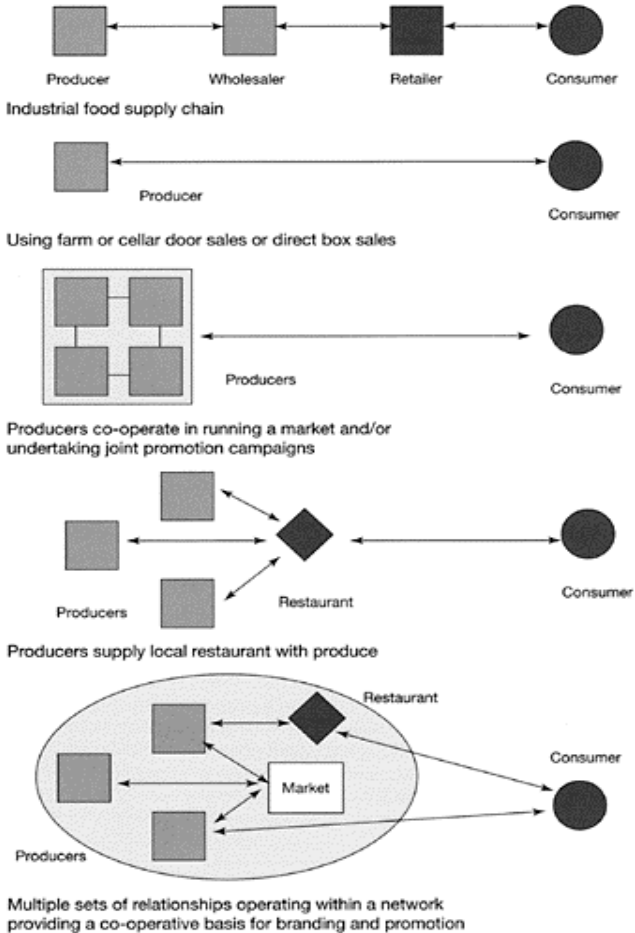 Producer
Wholesaler
Retailer
Consumer
Industrial food supply chain
Producer
Consumer
Using farm or cellar door sales or direct box sales
Producers
Consumer
Producers co-operate in running a market and/or
undertaking joint promotion campaigns
Producers
Restaurant
Consumer
Producers supply local restaurant with produce
Restaurant
Consumer
Market
Producers
Multiple sets of relationships operating within a network
providing a co-operative basis for branding and promotion